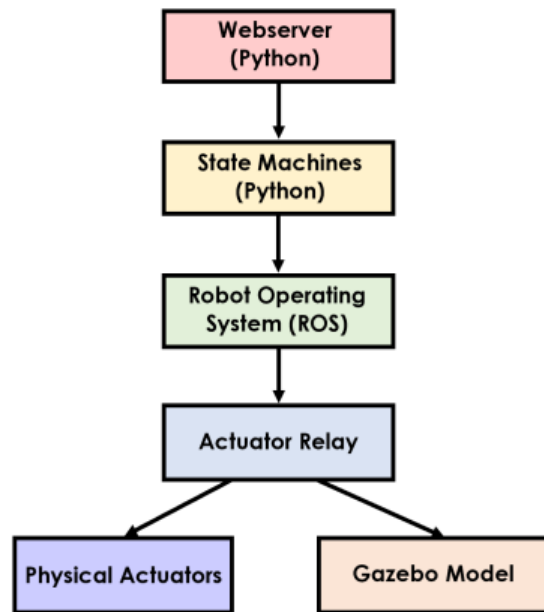 Webserver
(Python)
State Machines
(Python)
Robot Operating
System (ROS)
Actuator Relay
Physical Actuators
Gazebo Model